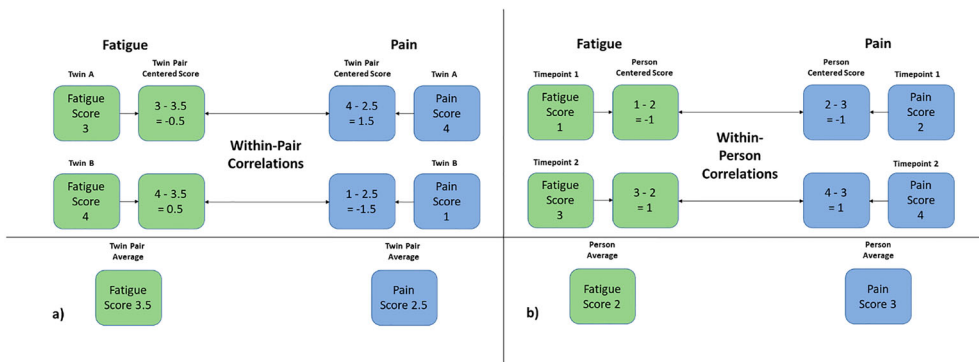 Fatigue
Pain
Twin A
Twin Pair
Centered Score
Twin Pair
Centered Score
Twin A
Fatigue
Score
3
3 - 3.5
= -0.5
4 - 2.5
= 1.5
Pain
Score
4
Within-Pair
Correlations
Twin B
Twin B
Fatigue
Score
4
4 - 3.5
= 0.5
1 - 2.5
= -1.5
Pain
Score
1
Twin Pair
Average
Twin Pair
Average
Fatigue
Score 3.5
Pain
Score 2.5
a)
Fatigue
Pain
Timepoint 1
Person
Centered Score
Person
Centered Score
Timepoint 1
Fatigue
Score
1
1 - 2
= -1
2 - 3
= -1
Pain
Score
2
Within-
Person
Correlations
Timepoint 2
Timepoint 2
Fatigue
Score
3
3 - 2
= 1
4 - 3
= 1
Pain
Score
4
Person
Average
Person
Average
Fatigue
Score 2
Pain
Score 3
b)